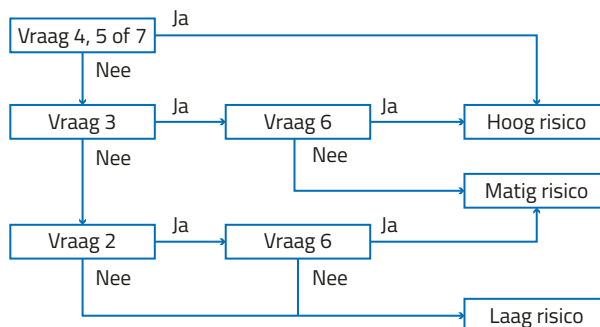 Vraag 4, 5 of 7
Ja
Nee
Vraag 3
Ja
Vraag 6
Ja
Hoog risico
Nee
Nee
Matig risico
Vraag 2
Ja
Vraag 6
Ja
Nee
Nee
Laag risico